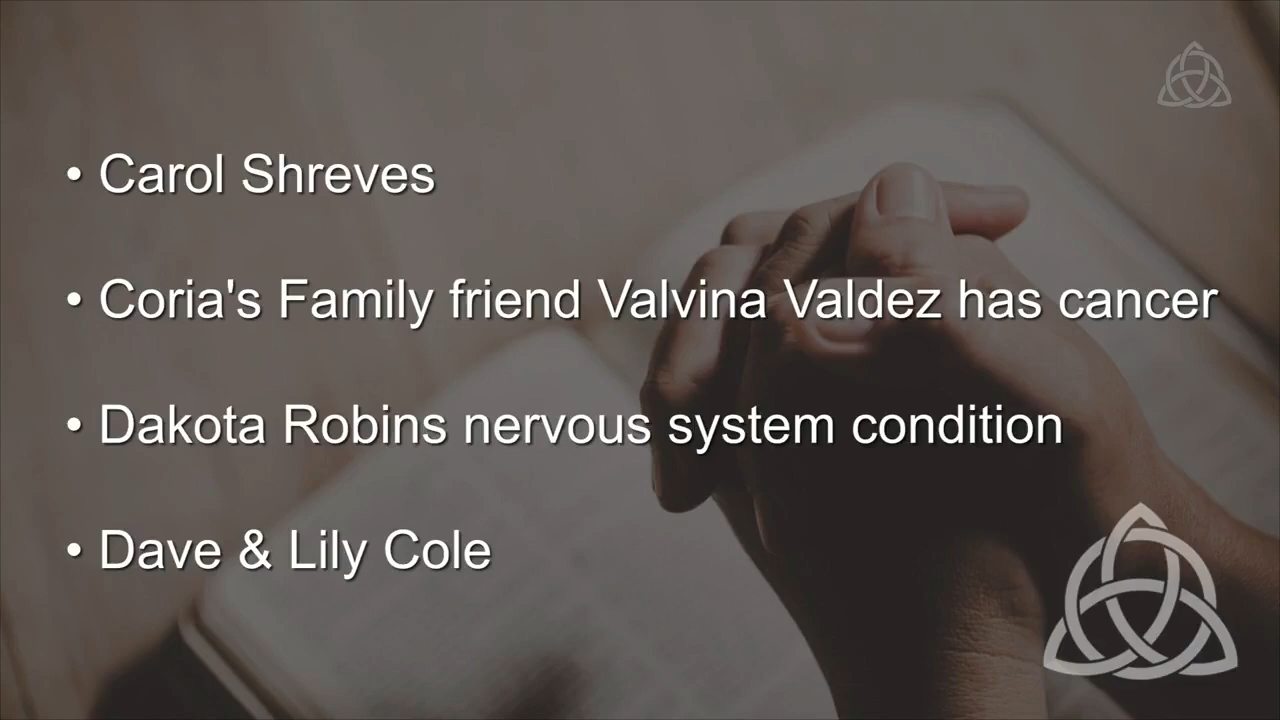 • Carol Shreves
• Coria's Family friend Valvina Valdez has cancer
• Dakota Robins nervous system condition
• Dave & Lily Cole